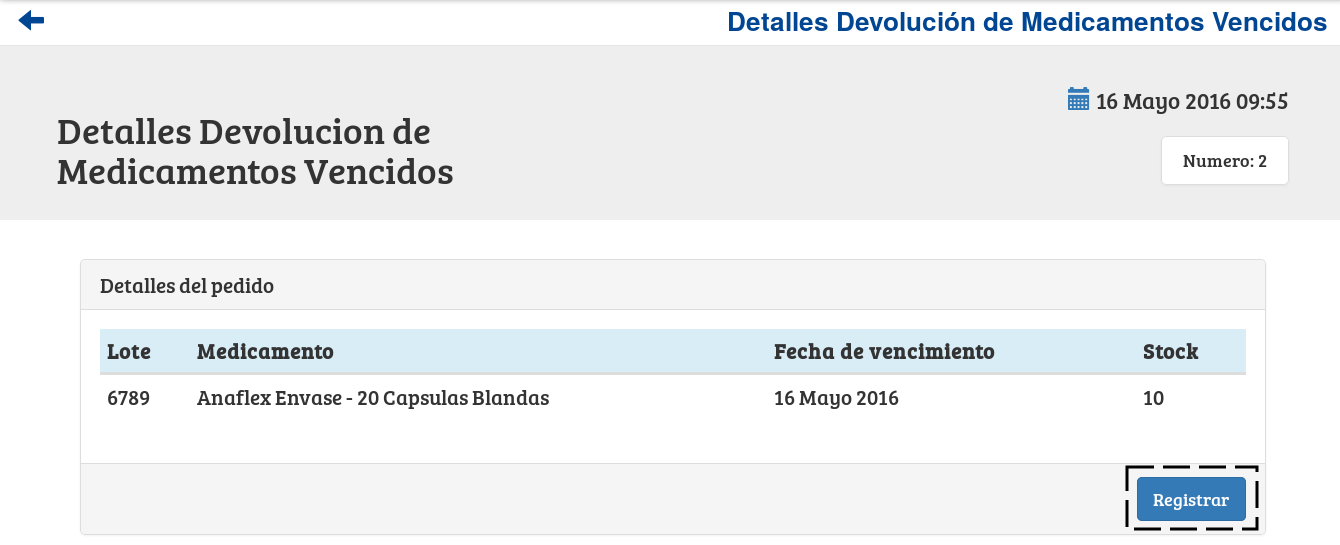 Detalles Devolución de Medicamentos Vencidos
16 Mayo 2016 09:55
Detalles Devolucion de
Medicamentos Vencidos
Numero: 2
Detalles del pedido
Lote Medicamento Fecha de vencimiento Stock
6789 Anaflex Envase - 20 Capsulas Blandas 16 Mayo 2016 10
Registrar